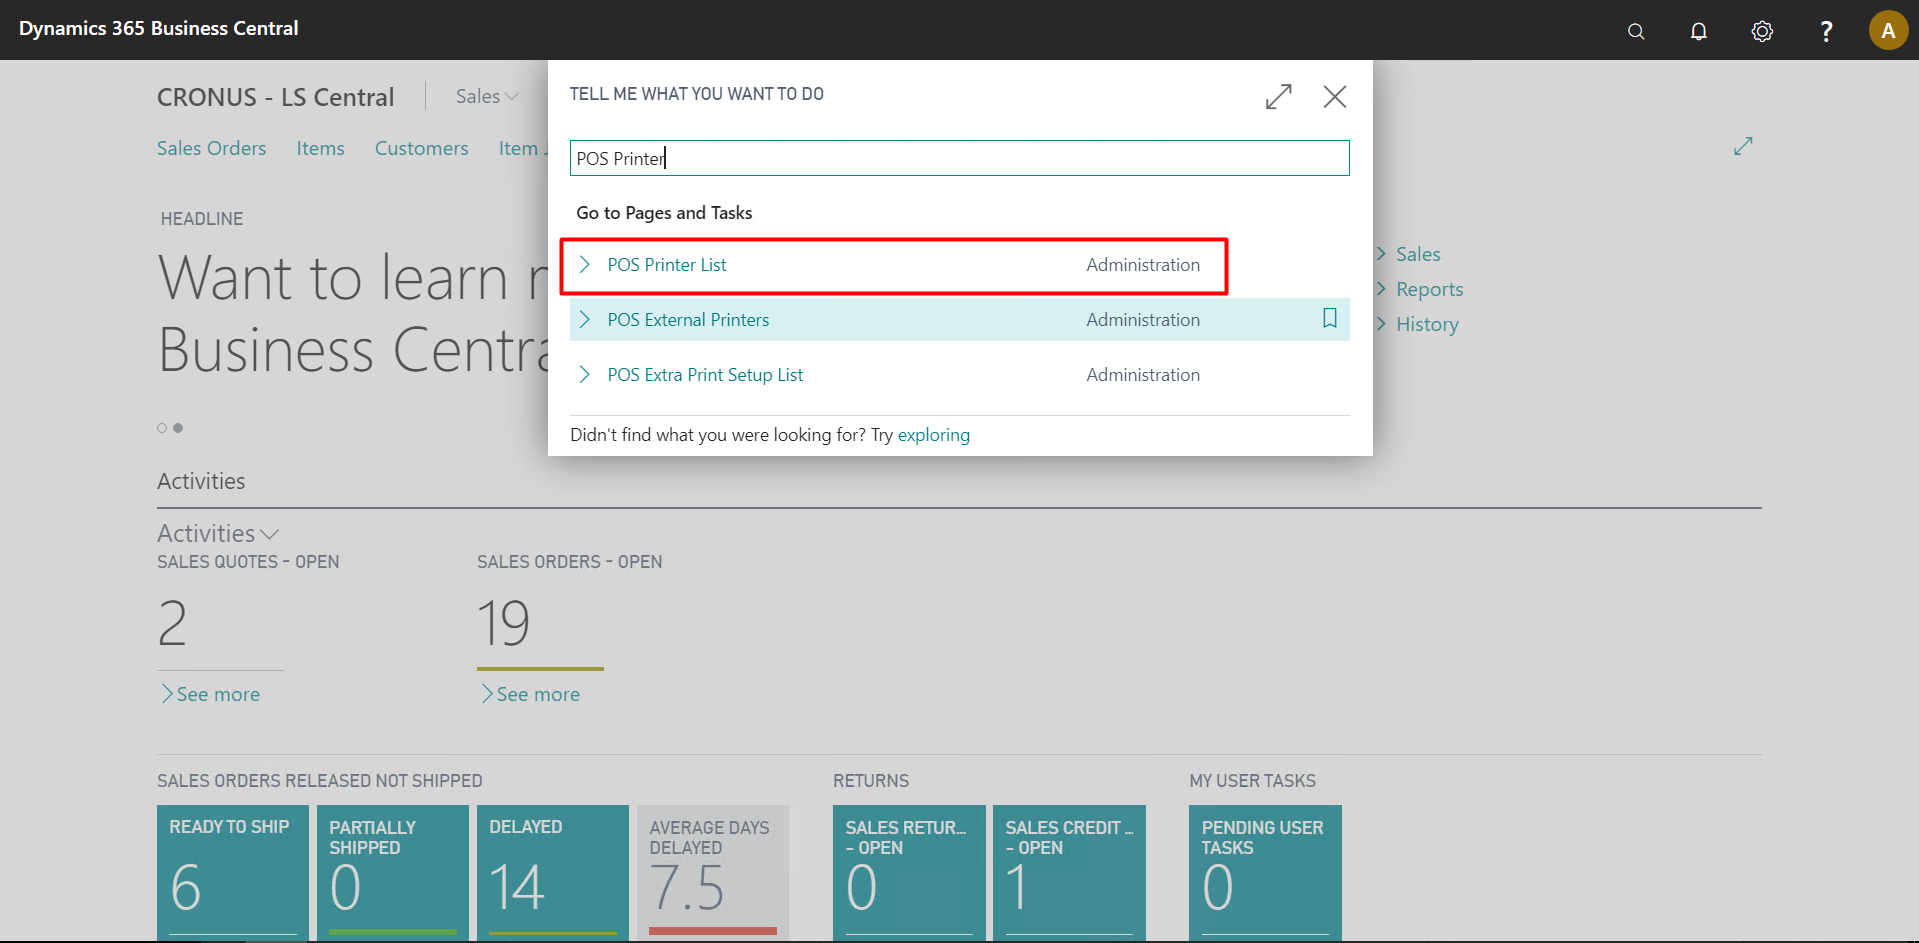 Dynamics 365 Business Central
A
CRONUS - LS Central
Sales
TELL ME WHAT YOU WANT TO DO
Sales Orders
Items
Customers
Item J
POS Printer
Go to Pages and Tasks
POS Printer List
Administration
POS External Printers
Administration
POS Extra Print Setup List
Administration
Didn't find what you were looking for? Try exploring
HEADLINE
Want to learn
Business Centra
Sales
Reports
History
Activities
Activities
SALES QUOTES - OPEN
2
See more
SALES ORDERS - OPEN
19
See more
SALES ORDERS RELEASED NOT SHIPPED
READY TO SHIP
6
PARTIALLY
SHIPPED
0
DELAYED
14
AVERAGE DAYS
DELAYED
7.5
RETURNS
SALES RETUR...
- OPEN
0
SALES CREDIT ...
- OPEN
1
MY USER TASKS
PENDING USER
TASKS
0